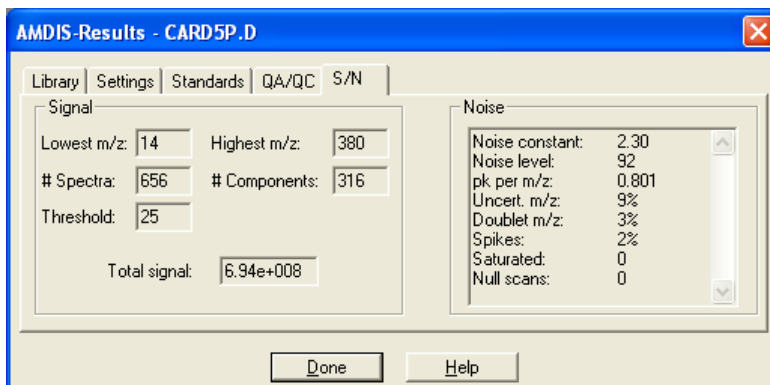 AMDIS-Results - CARD5P.D
Library Settings Standards QA/QC S/N
Signal
Lowest m/z: 14 Highest m/z: 380
# Spectra: 656 # Components: 316
Threshold: 25
Total signal: 6.94e+008
Noise
Noise constant: 2.30
Noise level: 92
pk per m/z: 0.801
Uncert. m/z: 9%
Doublet m/z: 3%
Spikes: 2%
Saturated: 0
Null scans: 0
Done Help